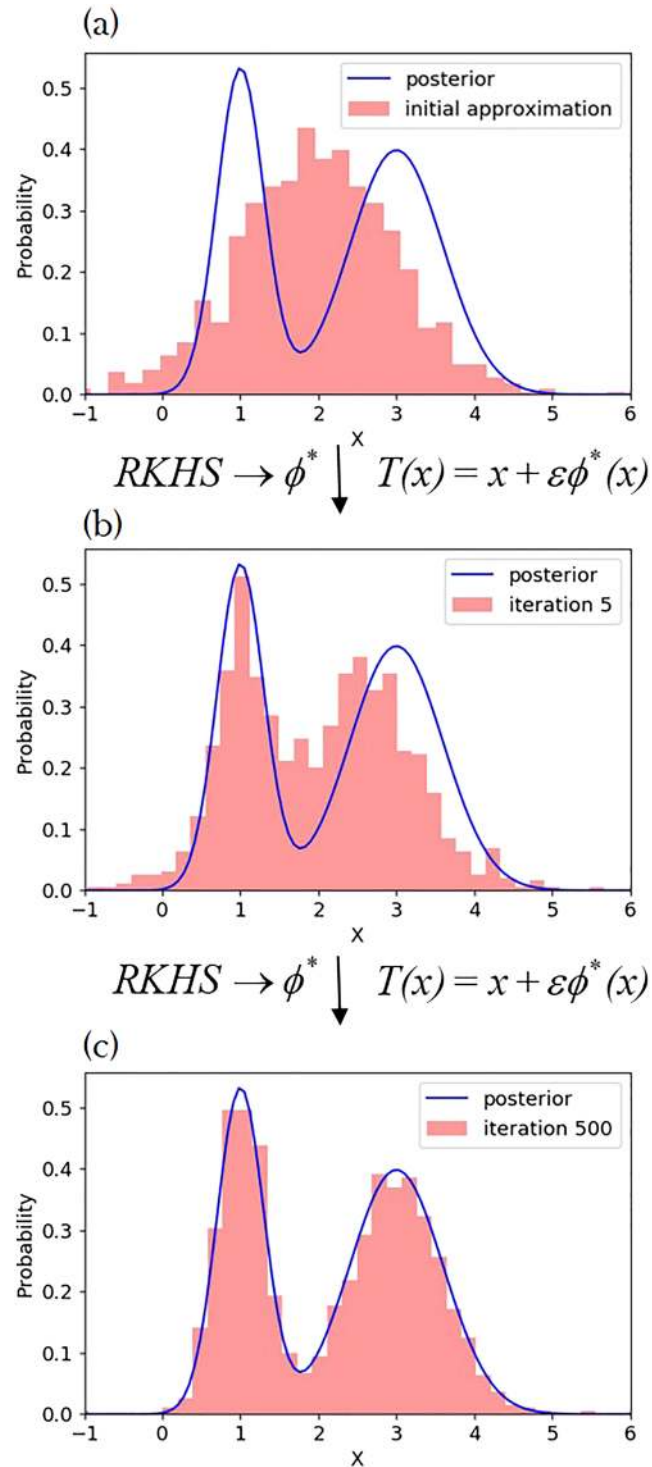 (a)
posterior
initial approximation
Probability
0.5
0.4
0.3
0.2
0.1
0.0
−1 0 1 2 3 4 5 6
X
RKHS → ϕ* T(x) = x + εϕ*(x)
(b)
posterior
iteration 5
Probability
0.5
0.4
0.3
0.2
0.1
0.0
−1 0 1 2 3 4 5 6
X
RKHS → ϕ* T(x) = x + εϕ*(x)
(c)
posterior
iteration 500
Probability
0.5
0.4
0.3
0.2
0.1
0.0
−1 0 1 2 3 4 5 6
X